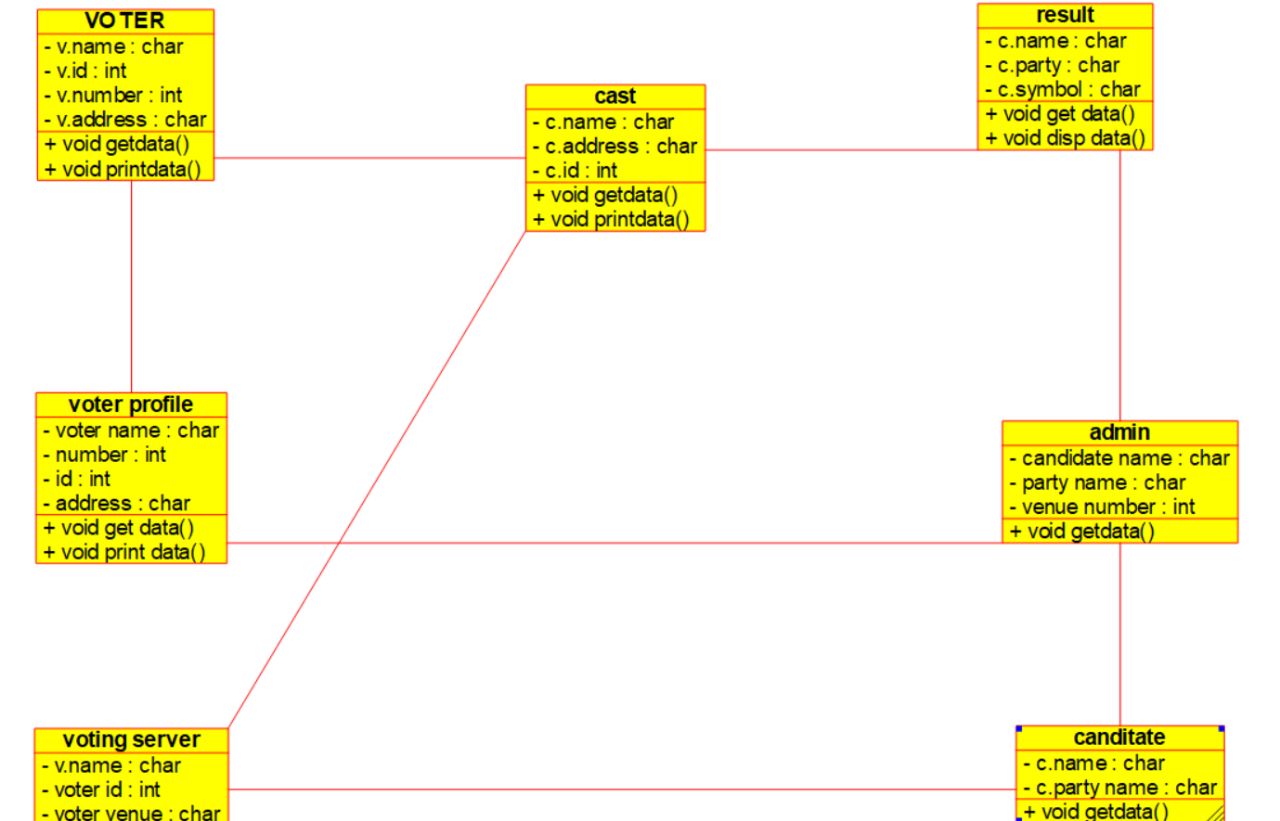 VOTER
- v.name : char
- v.id : int
- v.number : int
- v.address : char
+ void getdata()
+ void printdata()
cast
- c.name : char
- c.address : char
- c.id : int
+ void getdata()
+ void printdata()
result
- c.name : char
- c.party : char
- c.symbol : char
+ void get data()
+ void disp data()
voter profile
- voter name : char
- number : int
- id : int
- address : char
+ void get data()
+ void print data()
admin
- candidate name : char
- party name : char
- venue number : int
+ void getdata()
voting server
- v.name : char
- voter id : int
- voter venue : char
canditate
- c.name : char
- c.party name : char
+ void getdata()